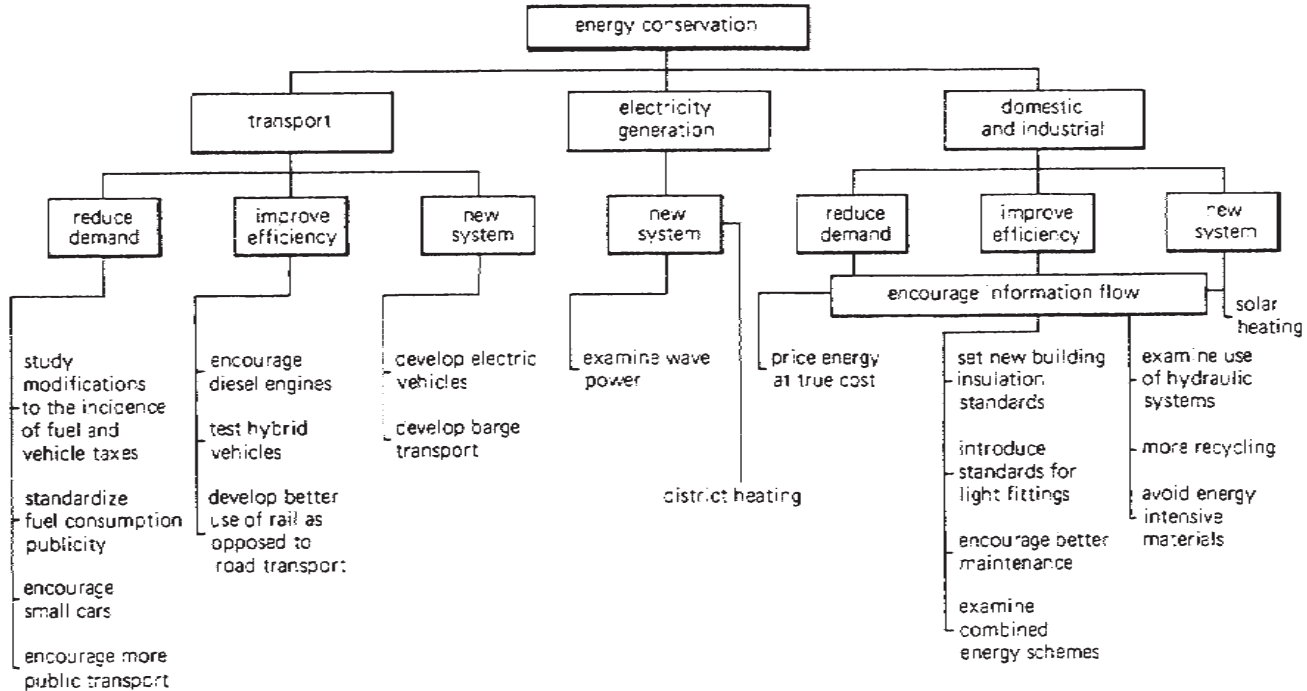 energy conservation
transport
electricity
generation
domestic
and industrial
reduce
demand
improve
efficiency
new
system
new
system
reduce
demand
improve
efficiency
new
system
encourage information flow
solar
heating
study
modifications
to the incidence
of fuel and
vehicle taxes
standardize
fuel consumption
publicity
encourage
small cars
encourage more
public transport
encourage
diesel engines
test hybrid
vehicles
develop better
use of rail as
opposed to
road transport
develop electric
vehicles
develop barge
transport
examine wave
power
district heating
price energy
at true cost
set new building
insulation
standards
introduce
standards for
light fittings
encourage better
maintenance
examine
combined
energy schemes
examine use
of hydraulic
systems
more recycling
avoid energy
intensive
materials